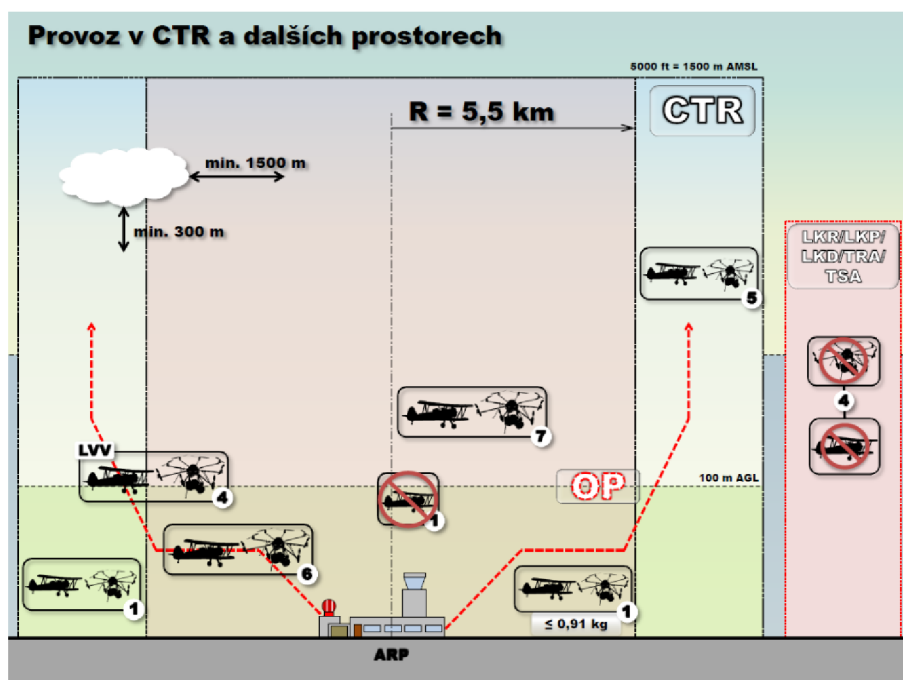 Provoz v CTR a dalších prostorech
5000 ft = 1500 m AMSL
R = 5,5 km
CTR
min. 1500 m
min. 300 m
LKR/LKP/
LKD/TRA/
TSA
5
4
7
LVV
4
100 m AGL
OP
1
6
1
1
≤ 0,91 kg
ARP